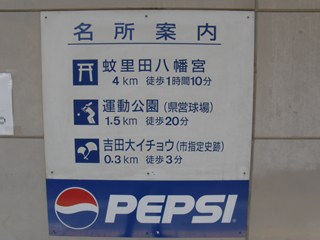 名所案内
蚊里田八幡宮
4km 徒歩1時間10分
運動公園(県営球場)
1.5km 徒歩20分
吉田大イチョウ(市指定史跡)
0.3km 徒歩3分
PEPSI